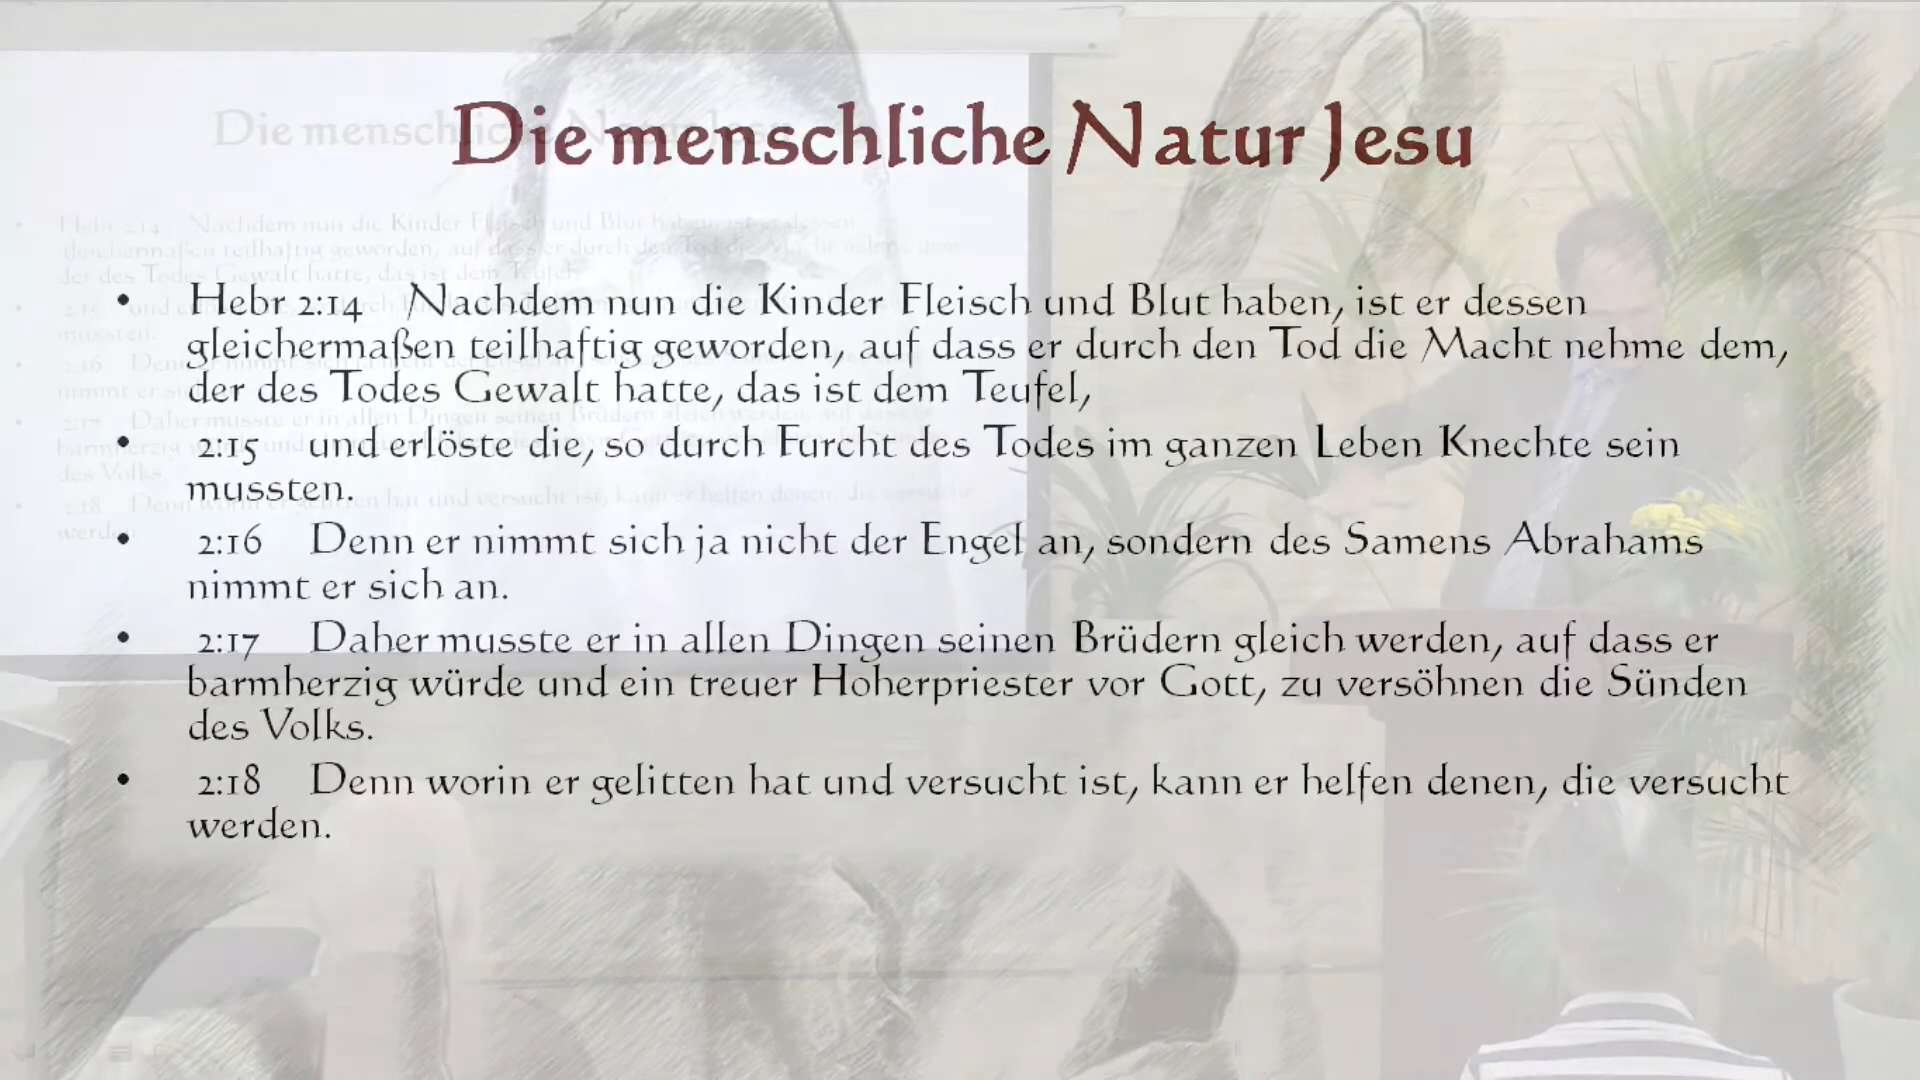 Die menschliche Natur Jesu
• Hebr 2:14 Nachdem nun die Kinder Fleisch und Blut haben, ist er dessen
gleichermaßen teilhaftig geworden, auf dass er durch den Tod die Macht nehme dem,
der des Todes Gewalt hatte, das ist dem Teufel,
• 2:15 und erlöste die, so durch Furcht des Todes im ganzen Leben Knechte sein
mussten.
• 2:16 Denn er nimmt sich ja nicht der Engel an, sondern des Samens Abrahams
nimmt er sich an.
• 2:17 Daher musste er in allen Dingen seinen Brüdern gleich werden, auf dass er
barmherzig würde und ein treuer Hoherpriester vor Gott, zu versöhnen die Sünden
des Volks.
• 2:18 Denn worin er gelitten hat und versucht ist, kann er helfen denen, die versucht
werden.